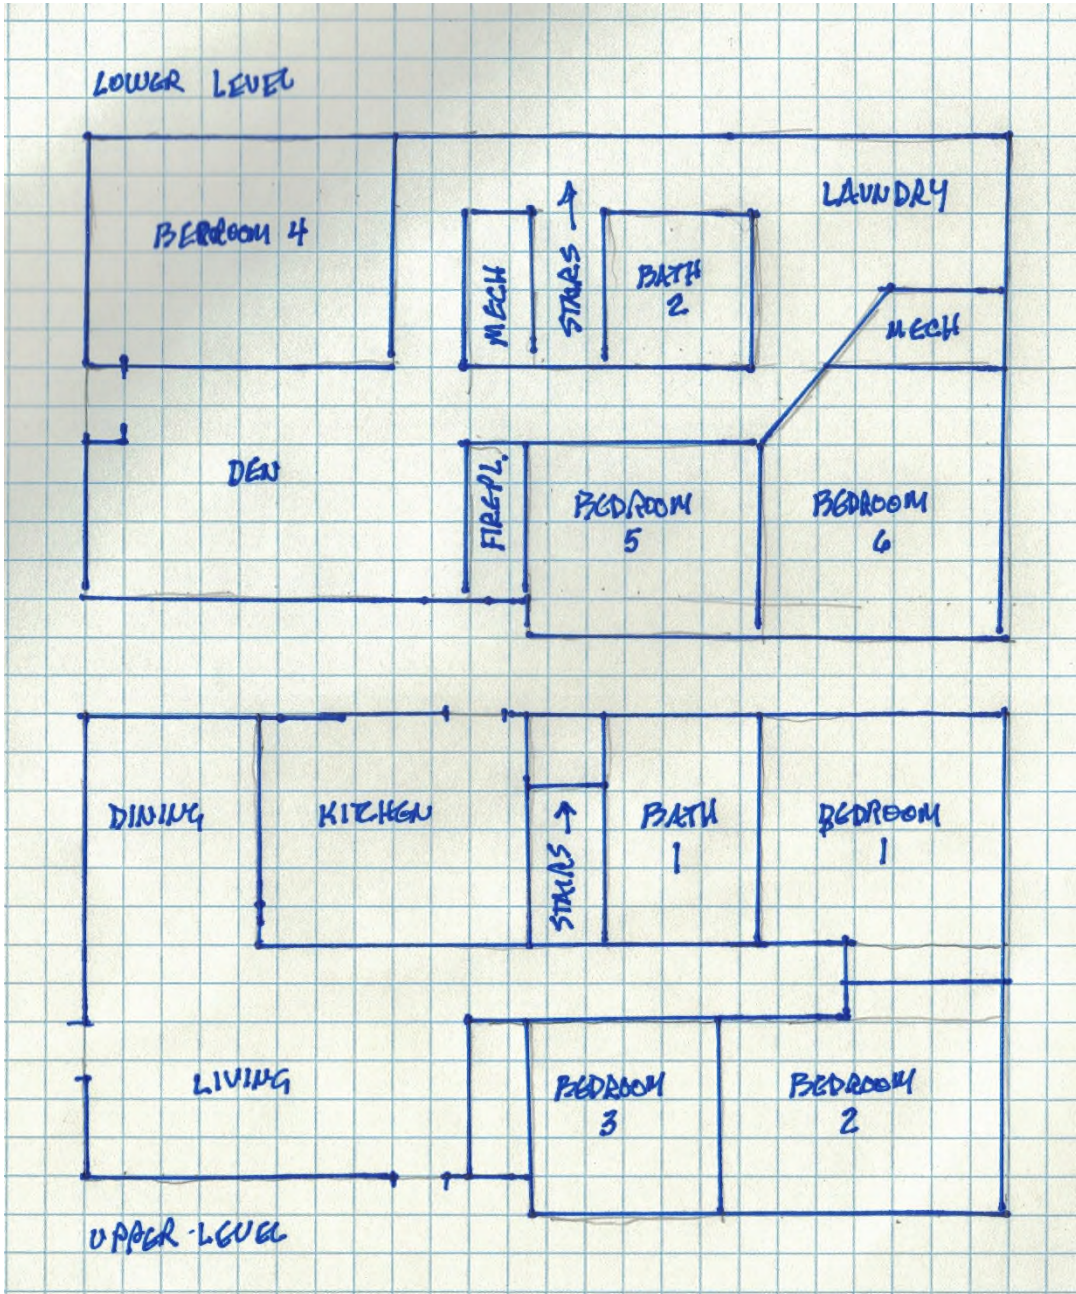 LOWER LEVEL
LAUNDRY
BEDROOM 4
MECH
STAIRS →
BATH
2
MECH
DEN
FIREPL.
BEDROOM
5
BEDROOM
6
DINING
KITCHEN
STAIRS →
BATH
1
BEDROOM
1
LIVING
BEDROOM
3
BEDROOM
2
UPPER LEVEL